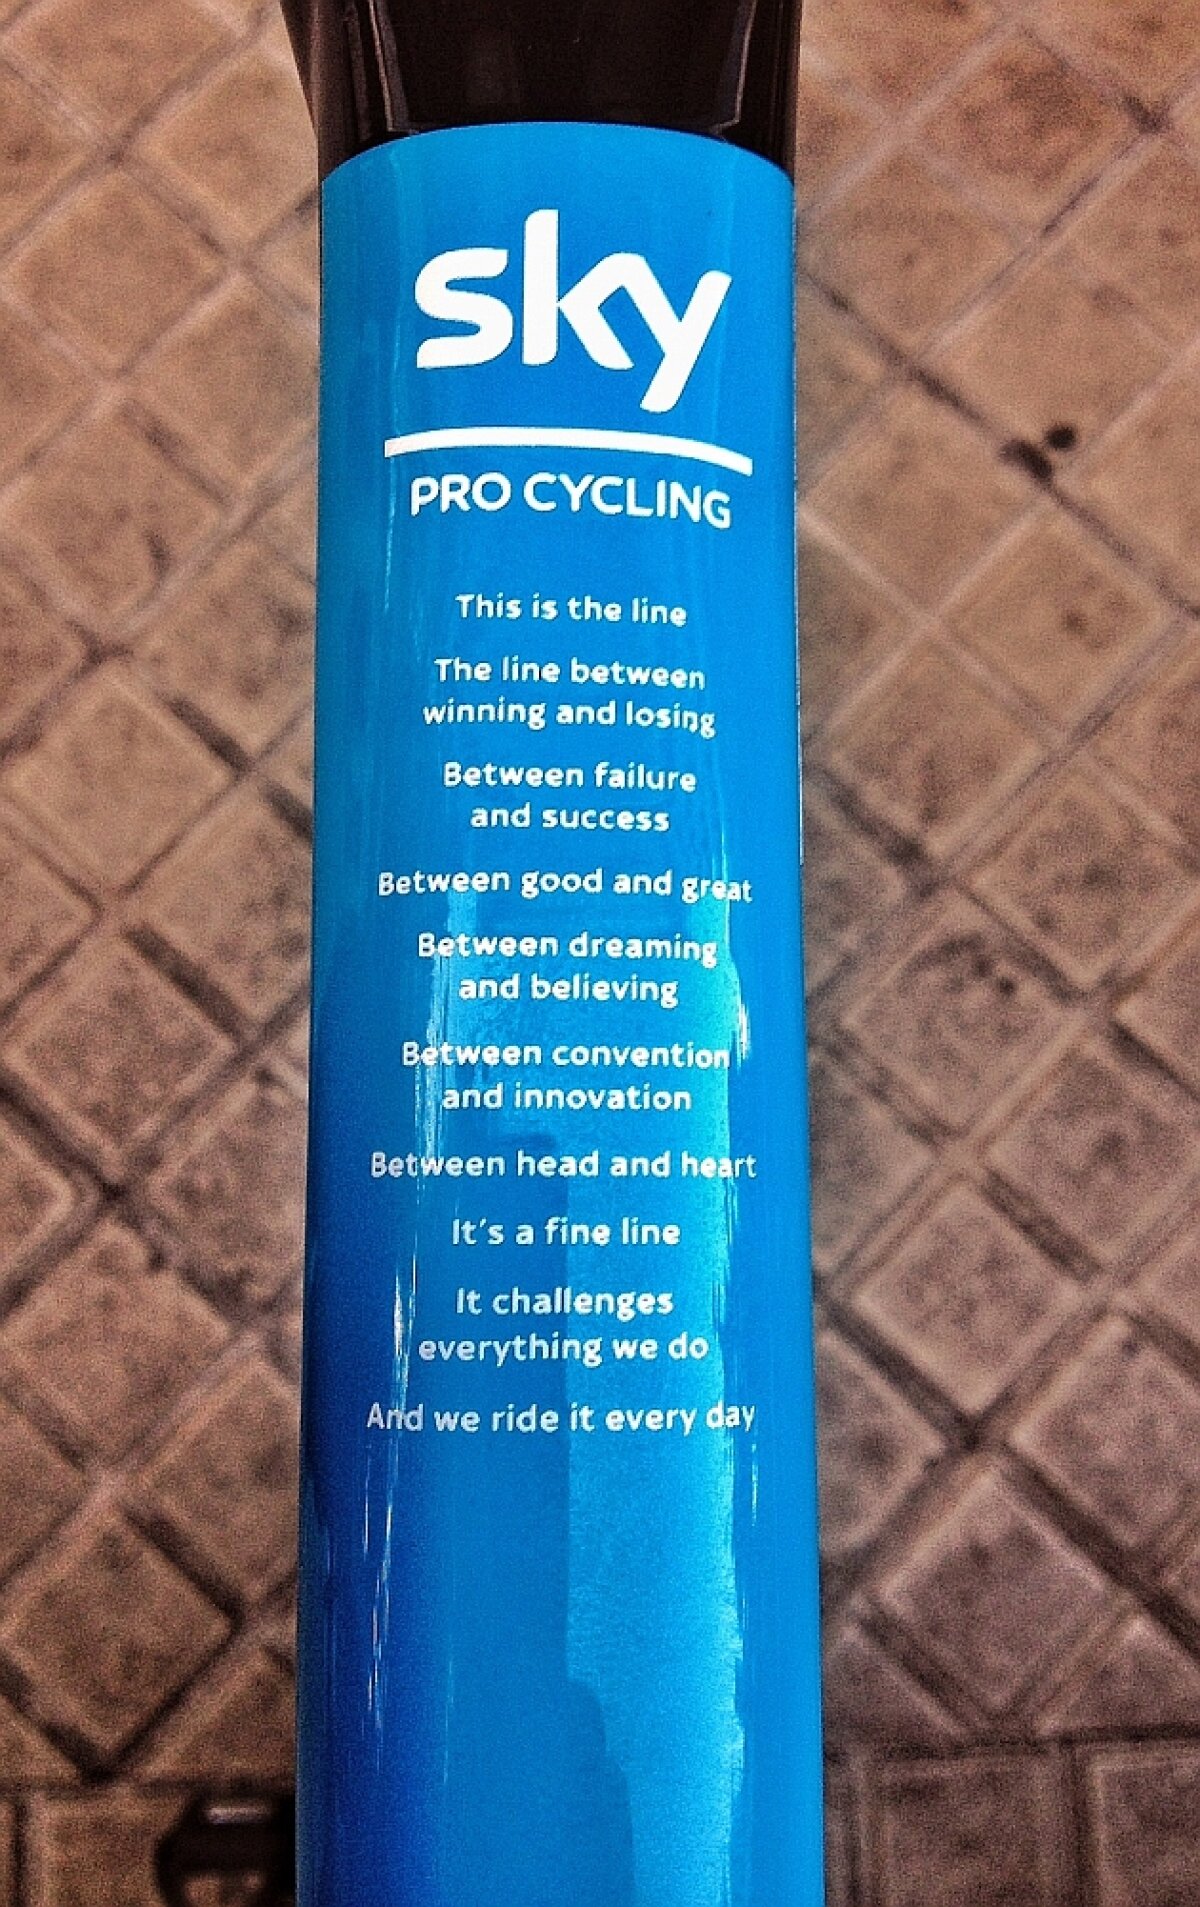 sky
PRO CYCLING
This is the line
The line between
winning and losing
Between failure
and success
Between good and great
Between dreaming
and believing
Between convention
and innovation
Between head and heart
It's a fine line
It challenges
everything we do
And we ride it every day